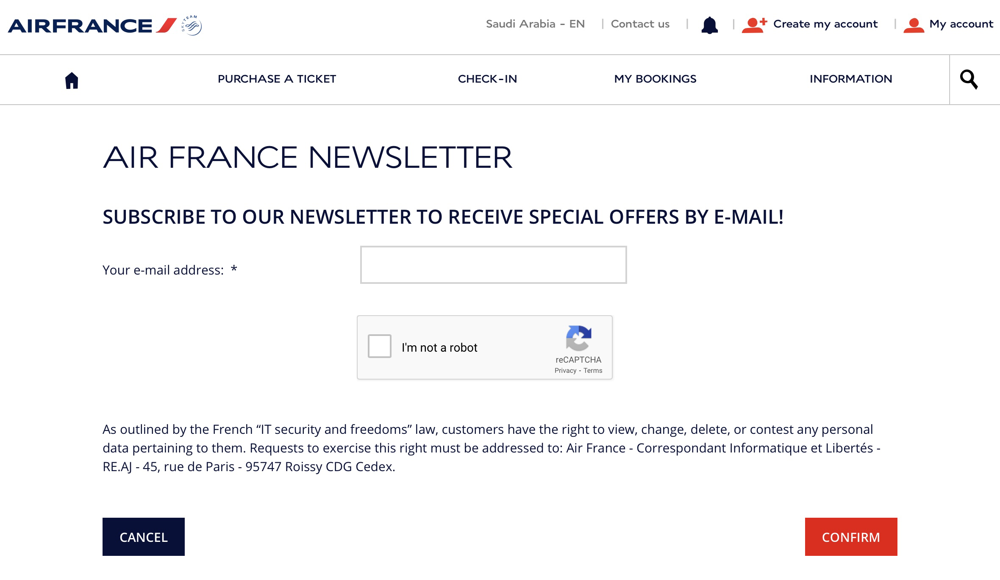 AIRFRANCE SKYTEAM
Saudi Arabia - EN | Contact us | | Create my account | My account
PURCHASE A TICKET CHECK-IN MY BOOKINGS INFORMATION
AIR FRANCE NEWSLETTER
SUBSCRIBE TO OUR NEWSLETTER TO RECEIVE SPECIAL OFFERS BY E-MAIL!
Your e-mail address: *
I'm not a robot
reCAPTCHA
Privacy - Terms
As outlined by the French “IT security and freedoms” law, customers have the right to view, change, delete, or contest any personal
data pertaining to them. Requests to exercise this right must be addressed to: Air France - Correspondant Informatique et Libertés -
RE.AJ - 45, rue de Paris - 95747 Roissy CDG Cedex.
CANCEL CONFIRM